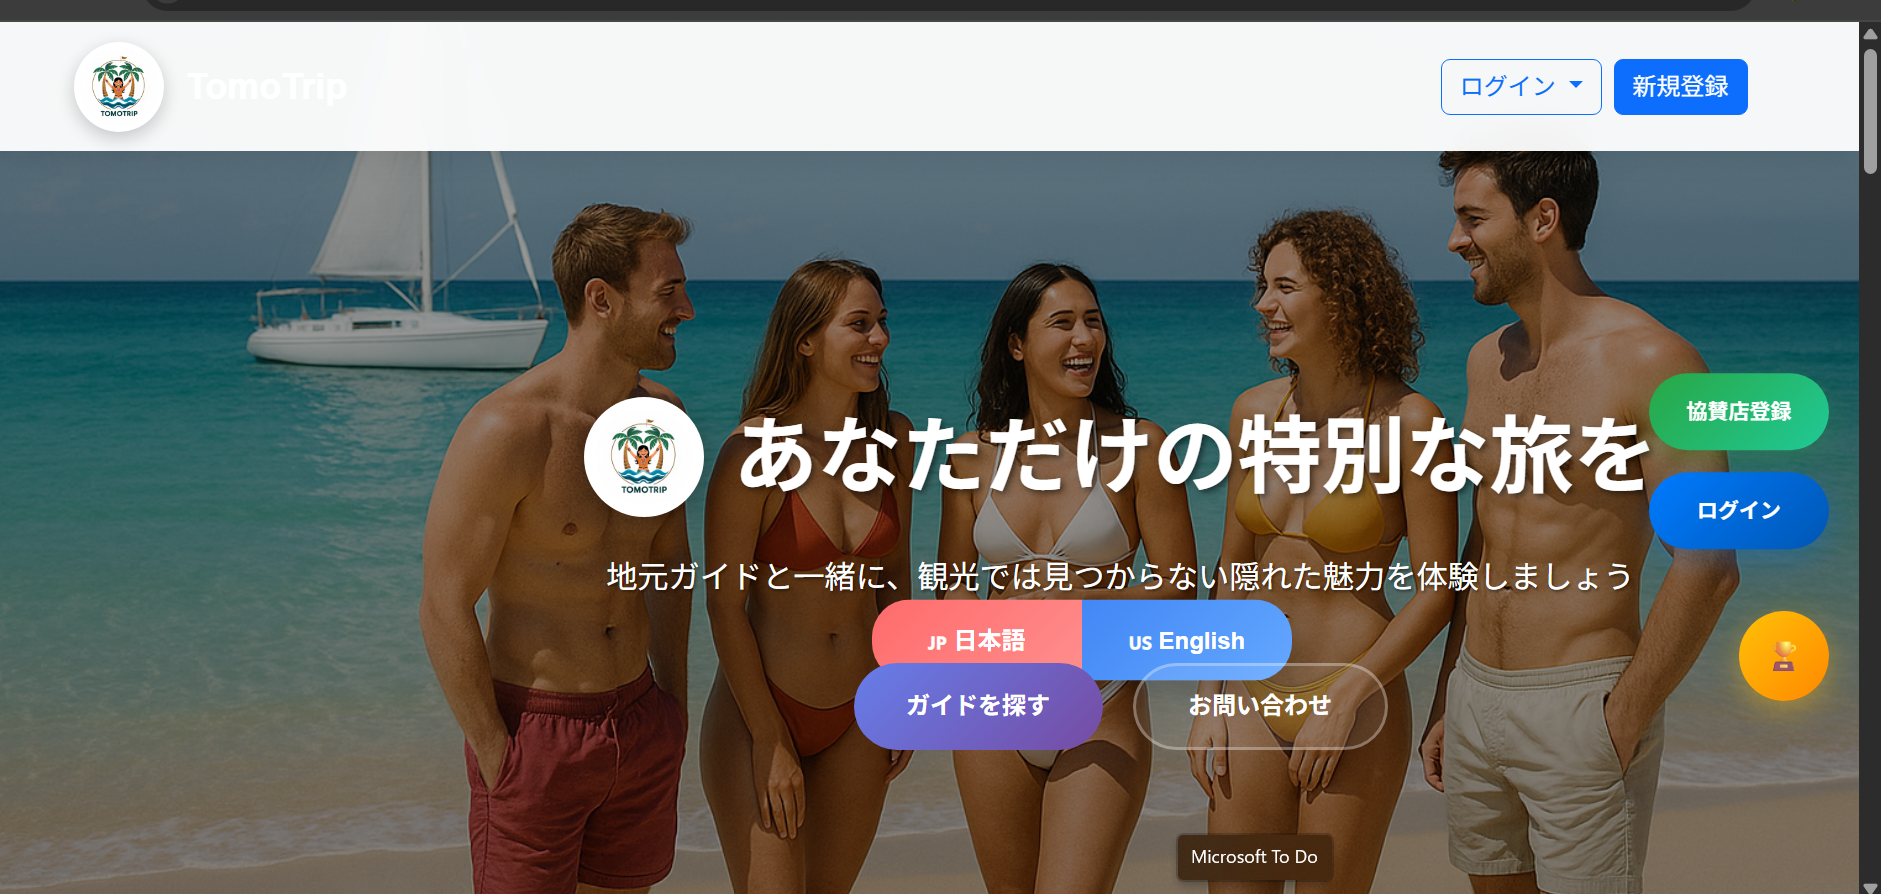 TOMOTRIP
TomoTrip
ログイン
新規登録
協賛店登録
TOMOTRIP
あなただけの特別な旅を
ログイン
地元ガイドと一緒に、観光では見つからない隠れた魅力を体験しましょう
JP 日本語
US English
ガイドを探す
お問い合わせ
Microsoft To Do